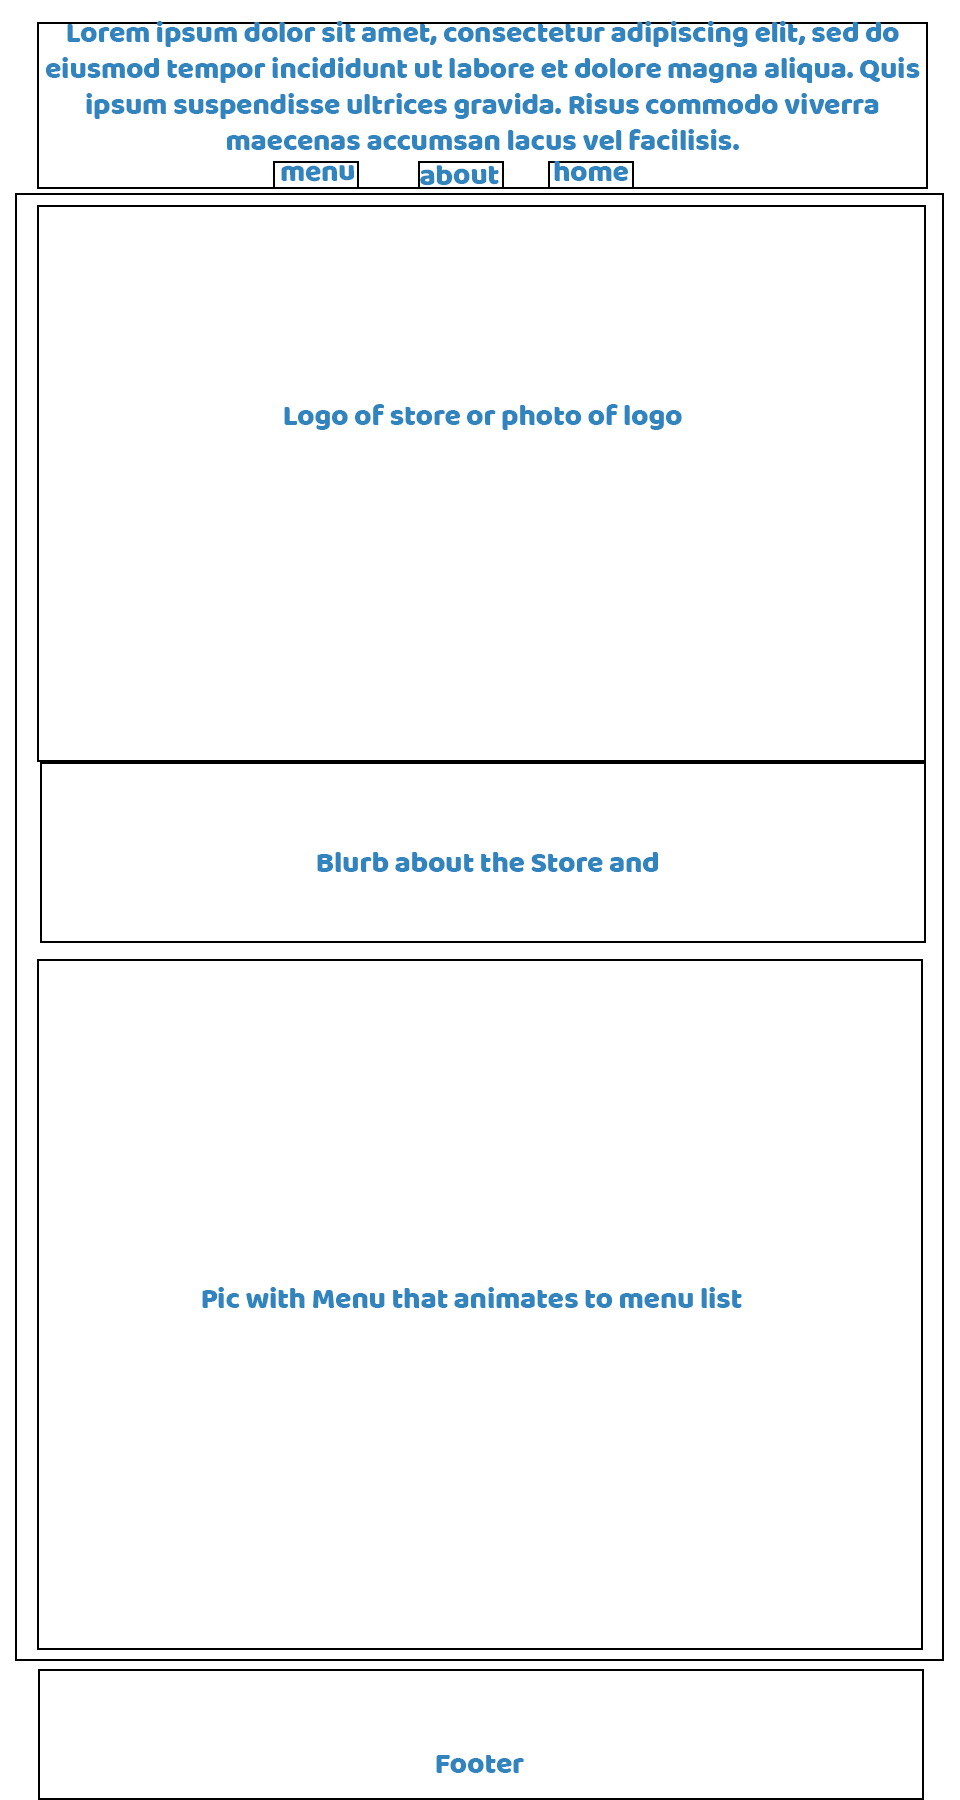 Lorem ipsum dolor sit amet, consectetur adipiscing elit, sed do
eiusmod tempor incididunt ut labore et dolore magna aliqua. Quis
ipsum suspendisse ultrices gravida. Risus commodo viverra
maecenas accumsan lacus vel facilisis.
menu about home
Logo of store or photo of logo
Blurb about the Store and
Pic with Menu that animates to menu list
Footer